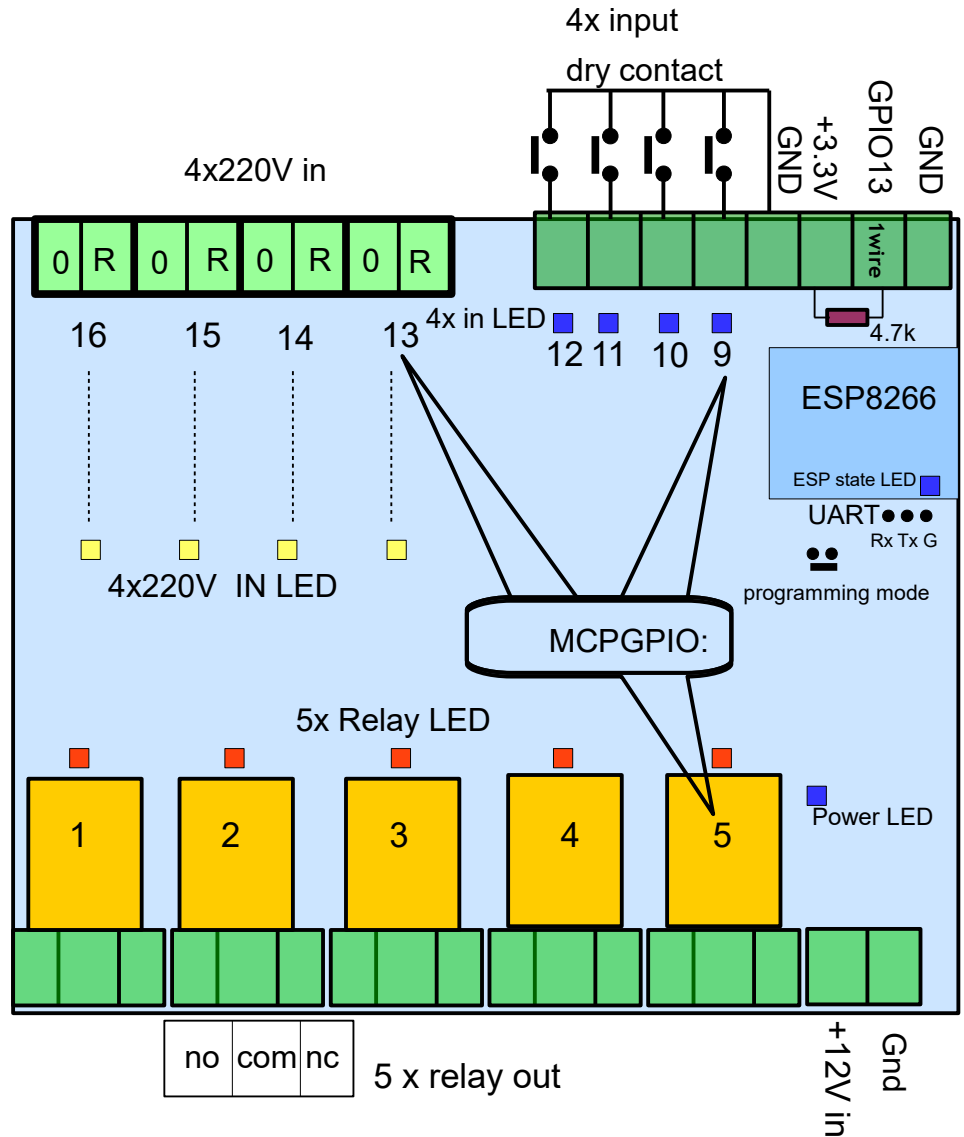 4x input
dry contact
4x220V in
GND
+3.3V
GPIO13
GND
0 R 0 R 0 R 0 R
1wire
16 15 14 13
4x in LED
12 11 10 9
4.7k
ESP8266
ESP state LED
UART
Rx Tx G
programming mode
4x220V IN LED
MCPGPIO:
5x Relay LED
Power LED
1 2 3 4 5
no com nc
5 x relay out
+12V in
Gnd